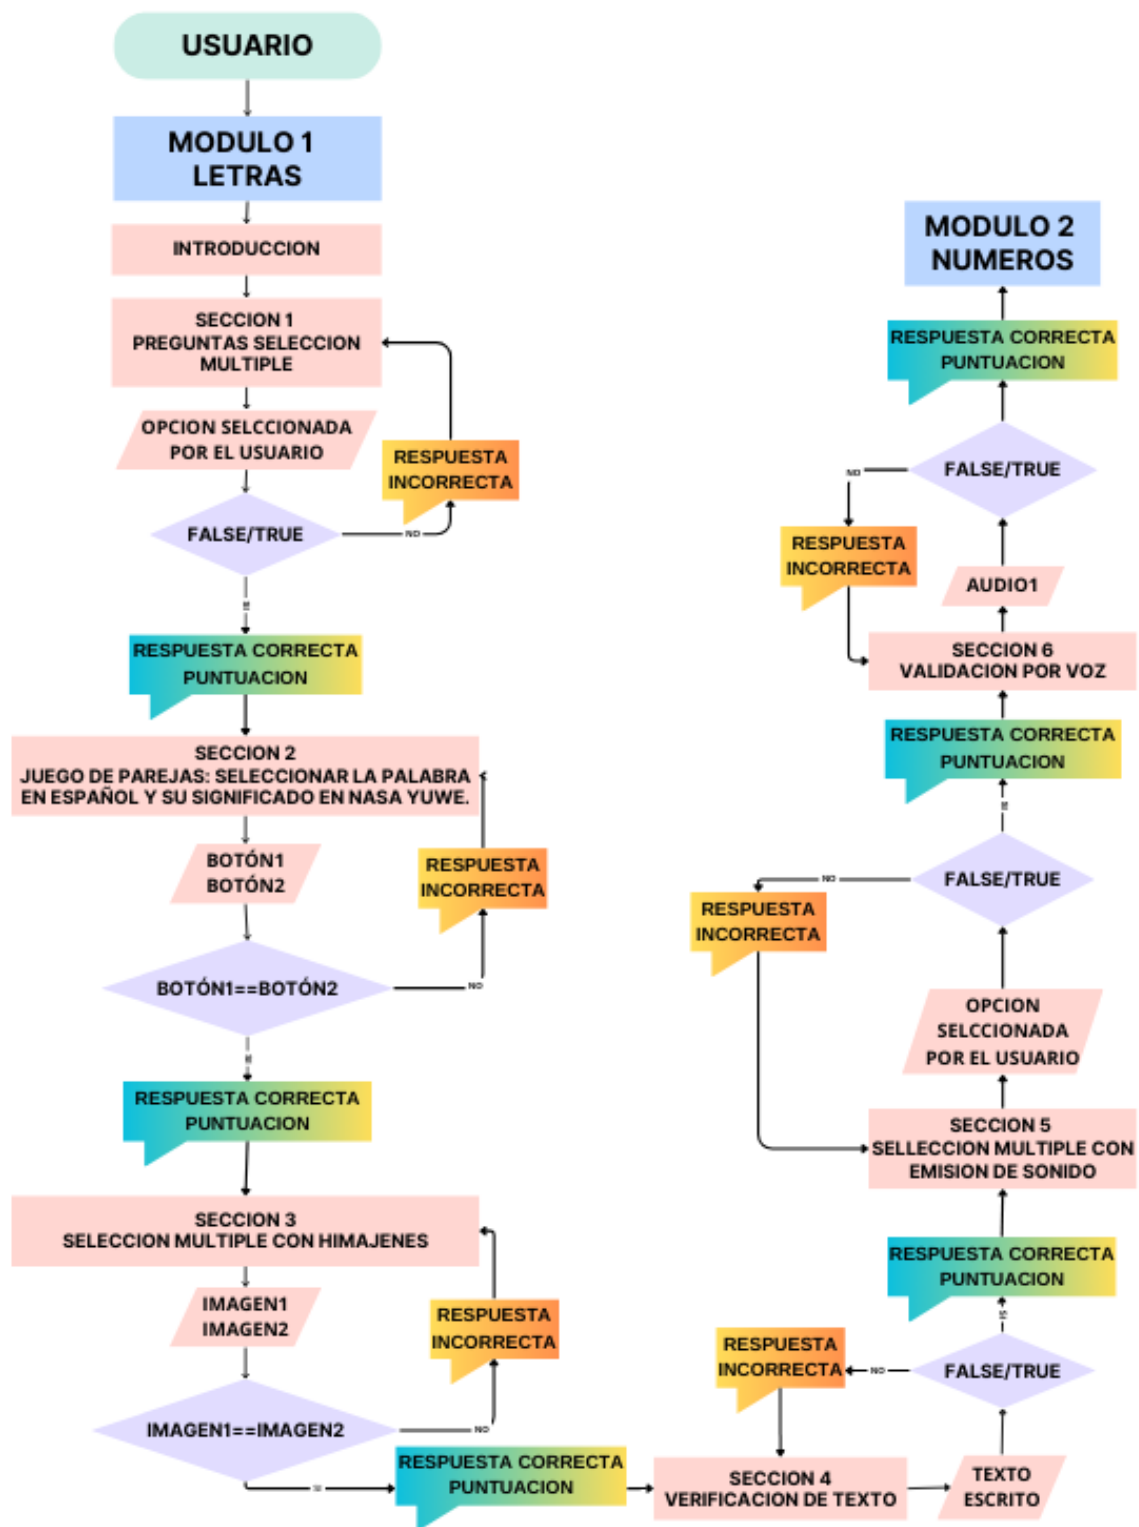 USUARIO
MODULO 1
LETRAS
INTRODUCCION
SECCION 1
PREGUNTAS SELECCION
MULTIPLE
OPCION SELCCIONADA
POR EL USUARIO
RESPUESTA
INCORRECTA
FALSE/TRUE
NO
SI
RESPUESTA CORRECTA
PUNTUACION
SECCION 2
JUEGO DE PAREJAS: SELECCIONAR LA PALABRA
EN ESPAÑOL Y SU SIGNIFICADO EN NASA YUWE.
BOTÓN1
BOTÓN2
RESPUESTA
INCORRECTA
BOTÓN1==BOTÓN2
NO
SI
RESPUESTA CORRECTA
PUNTUACION
SECCION 3
SELECCION MULTIPLE CON HIMAJENES
IMAGEN1
IMAGEN2
RESPUESTA
INCORRECTA
IMAGEN1==IMAGEN2
NO
SI
RESPUESTA CORRECTA
PUNTUACION
SECCION 4
VERIFICACION DE TEXTO
TEXTO
ESCRITO
RESPUESTA
INCORRECTA
NO
FALSE/TRUE
SI
RESPUESTA CORRECTA
PUNTUACION
SECCION 5
SELLECCION MULTIPLE CON
EMISION DE SONIDO
OPCION
SELCCIONADA
POR EL USUARIO
RESPUESTA
INCORRECTA
NO
FALSE/TRUE
SI
RESPUESTA CORRECTA
PUNTUACION
SECCION 6
VALIDACION POR VOZ
AUDIO1
RESPUESTA
INCORRECTA
NO
FALSE/TRUE
RESPUESTA CORRECTA
PUNTUACION
MODULO 2
NUMEROS